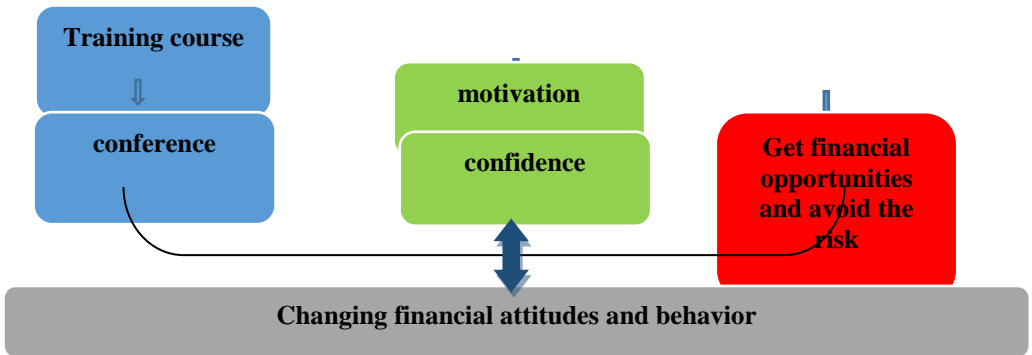 Training course
conference
motivation
confidence
Get financial
opportunities
and avoid the
risk
Changing financial attitudes and behavior